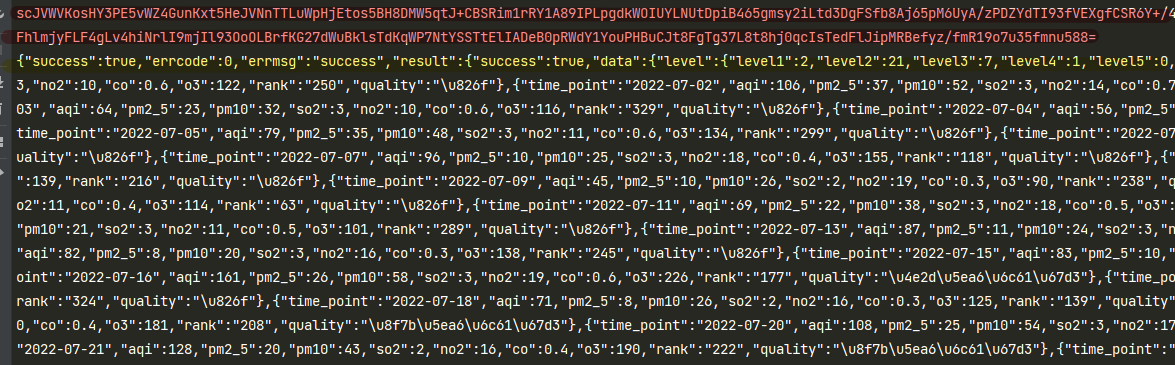 scJVWVKosHY3PE5vWZ4GunKxt5HeJVNnTTLuWpHjEtos5BH8DMW5qtJ+CBSRim1rRY1A89IPLpgdkWOIUYLNUtDpiB465gmsy2iLtd3DgFSfb8Aj65pM6UyA/zPDZYdTI93fVEXgfCSR6Y+/4
FhlmjyFLF4gLv4hiNrlI9mjIl93OoOLBrfKG27dWuBklsTdKqWP7NtYSSTtElIADeB0pRWdY1YouPHBuCJt8FgTg37L8t8hj0qcIsTedFlJipMRBefyz/fmR19o7u35fmnu588=
{"success":true,"errcode":0,"errmsg":"success","result":{"success":true,"data":{"level":{"level1":2,"level2":21,"level3":7,"level4":1,"level5":0,
3,"no2":10,"co":0.6,"o3":122,"rank":"250","quality":"\u826f"},{"time_point":"2022-07-02","aqi":106,"pm2_5":37,"pm10":52,"so2":3,"no2":14,"co":0.7
03","aqi":64,"pm2_5":23,"pm10":32,"so2":3,"no2":10,"co":0.6,"o3":116,"rank":"329","quality":"\u826f"},{"time_point":"2022-07-04","aqi":56,"pm2_5"
time_point":"2022-07-05","aqi":79,"pm2_5":35,"pm10":48,"so2":3,"no2":11,"co":0.6,"o3":134,"rank":"299","quality":"\u826f"},{"time_point":"2022-07
uality":"\u826f"},{"time_point":"2022-07-07","aqi":96,"pm2_5":10,"pm10":25,"so2":3,"no2":18,"co":0.4,"o3":155,"rank":"118","quality":"\u826f"},{"
":139,"rank":"216","quality":"\u826f"},{"time_point":"2022-07-09","aqi":45,"pm2_5":10,"pm10":26,"so2":2,"no2":19,"co":0.3,"o3":90,"rank":"238","q
o2":11,"co":0.4,"o3":114,"rank":"63","quality":"\u826f"},{"time_point":"2022-07-11","aqi":69,"pm2_5":22,"pm10":38,"so2":3,"no2":18,"co":0.5,"o3":
"pm10":21,"so2":3,"no2":11,"co":0.5,"o3":101,"rank":"289","quality":"\u826f"},{"time_point":"2022-07-13","aqi":87,"pm2_5":11,"pm10":24,"so2":3,"n
"aqi":82,"pm2_5":8,"pm10":20,"so2":3,"no2":16,"co":0.3,"o3":138,"rank":"245","quality":"\u826f"},{"time_point":"2022-07-15","aqi":83,"pm2_5":10,"
oint":"2022-07-16","aqi":161,"pm2_5":26,"pm10":58,"so2":3,"no2":19,"co":0.6,"o3":226,"rank":"177","quality":"\u4e2d\u5ea6\u6c61\u67d3"},{"time_po
rank":"324","quality":"\u826f"},{"time_point":"2022-07-18","aqi":71,"pm2_5":8,"pm10":26,"so2":2,"no2":16,"co":0.3,"o3":125,"rank":"139","quality"
0,"co":0.4,"o3":181,"rank":"208","quality":"\u8f7b\u5ea6\u6c61\u67d3"},{"time_point":"2022-07-20","aqi":108,"pm2_5":25,"pm10":54,"so2":3,"no2":17
"2022-07-21","aqi":128,"pm2_5":20,"pm10":43,"so2":2,"no2":16,"co":0.4,"o3":190,"rank":"222","quality":"\u8f7b\u5ea6\u6c61\u67d3"},{"time_point":"